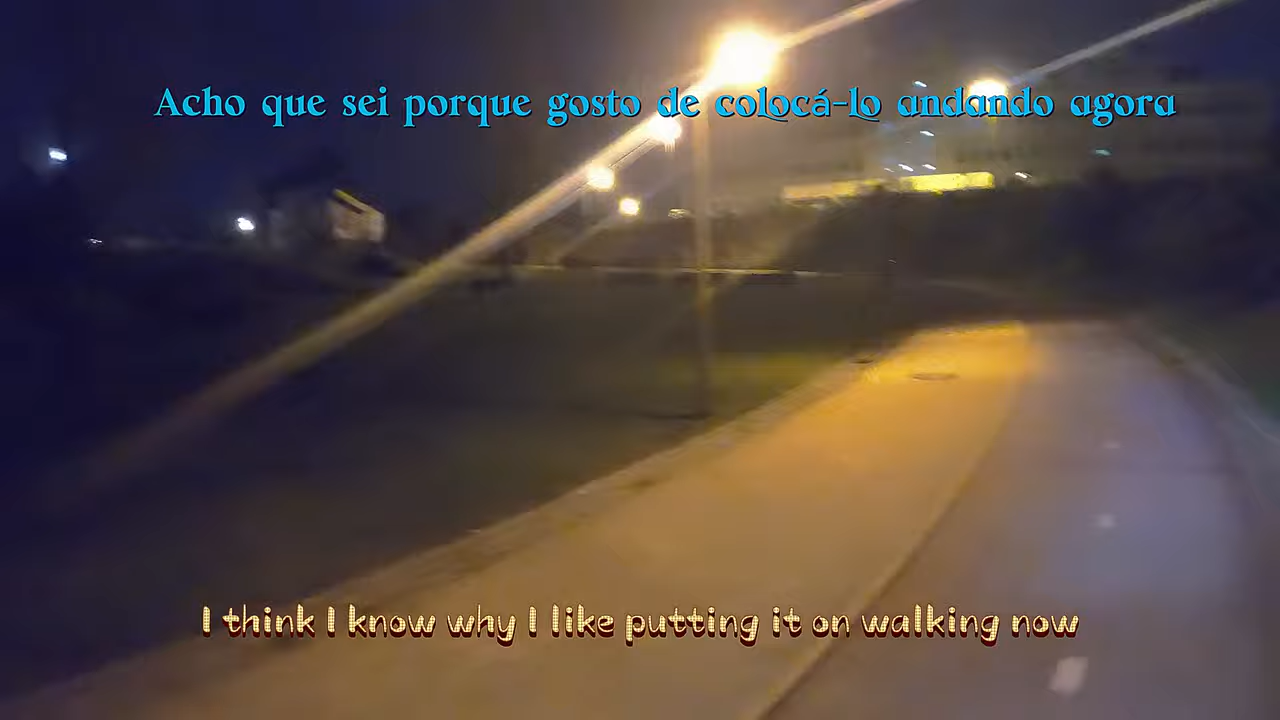 Acho que sei porque gosto de colocá-lo andando agora
I think I know why I like putting it on walking now